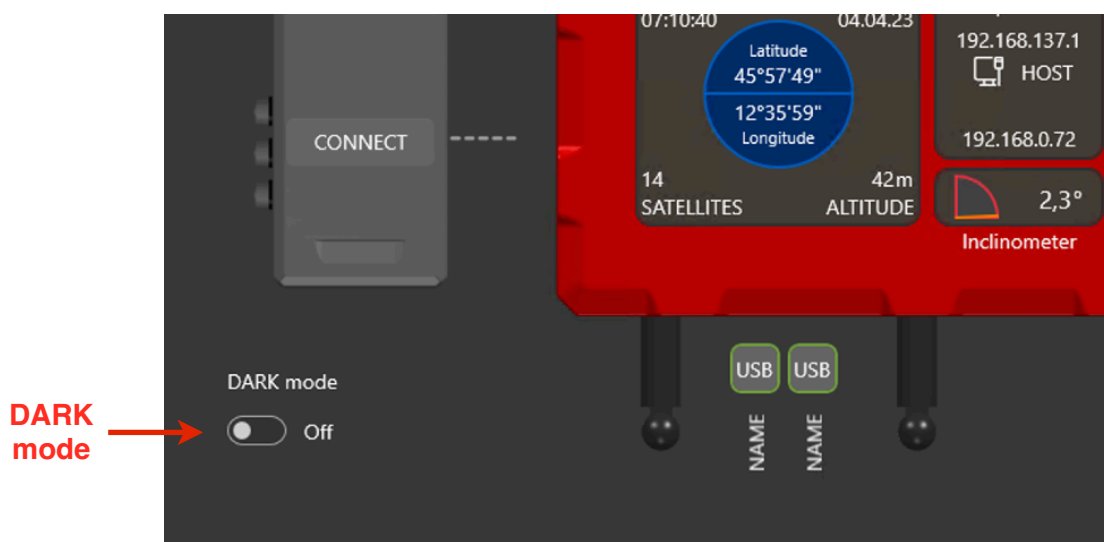 07:10:40 04.04.23
Latitude
45°57'49"
12°35'59"
Longitude
14
SATELLITES
42m
ALTITUDE
192.168.137.1
HOST
192.168.0.72
2,3°
Inclinometer
CONNECT
USB USB
NAME NAME
DARK mode
Off
DARK
mode